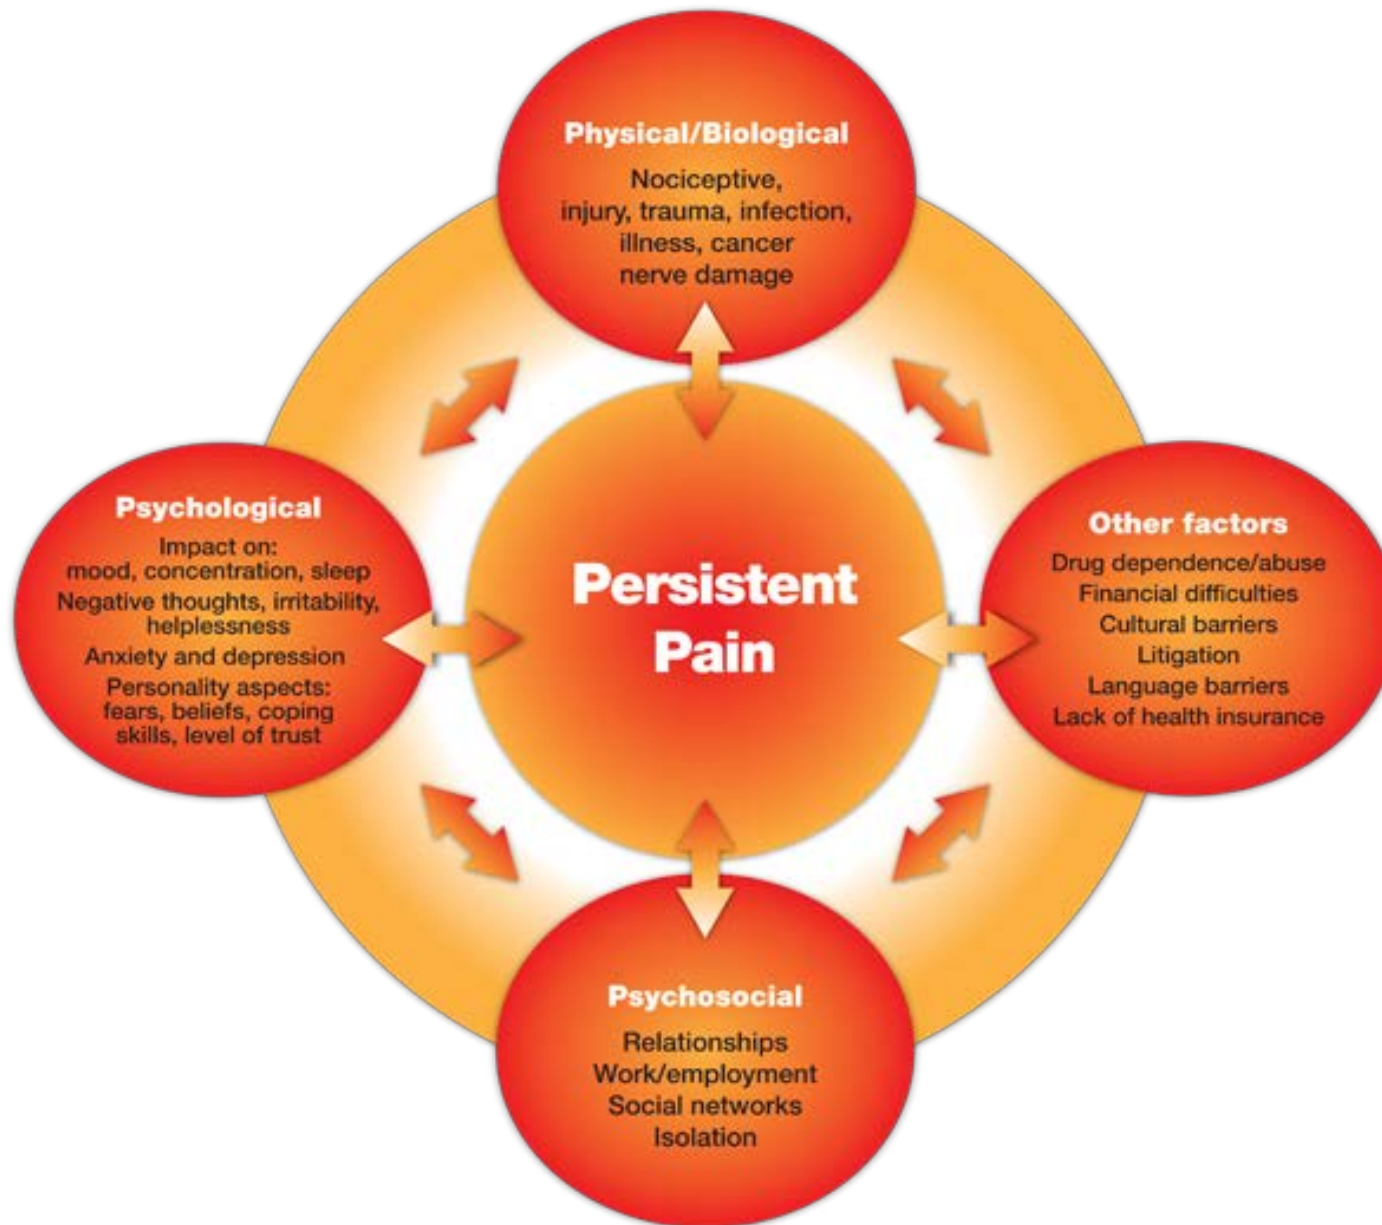 Physical/Biological
Nociceptive,
injury, trauma, infection,
illness, cancer
nerve damage
Psychological
Impact on:
mood, concentration, sleep
Negative thoughts, irritability,
helplessness
Anxiety and depression
Personality aspects:
fears, beliefs, coping
skills, level of trust
Persistent
Pain
Other factors
Drug dependence/abuse
Financial difficulties
Cultural barriers
Litigation
Language barriers
Lack of health insurance
Psychosocial
Relationships
Work/employment
Social networks
Isolation